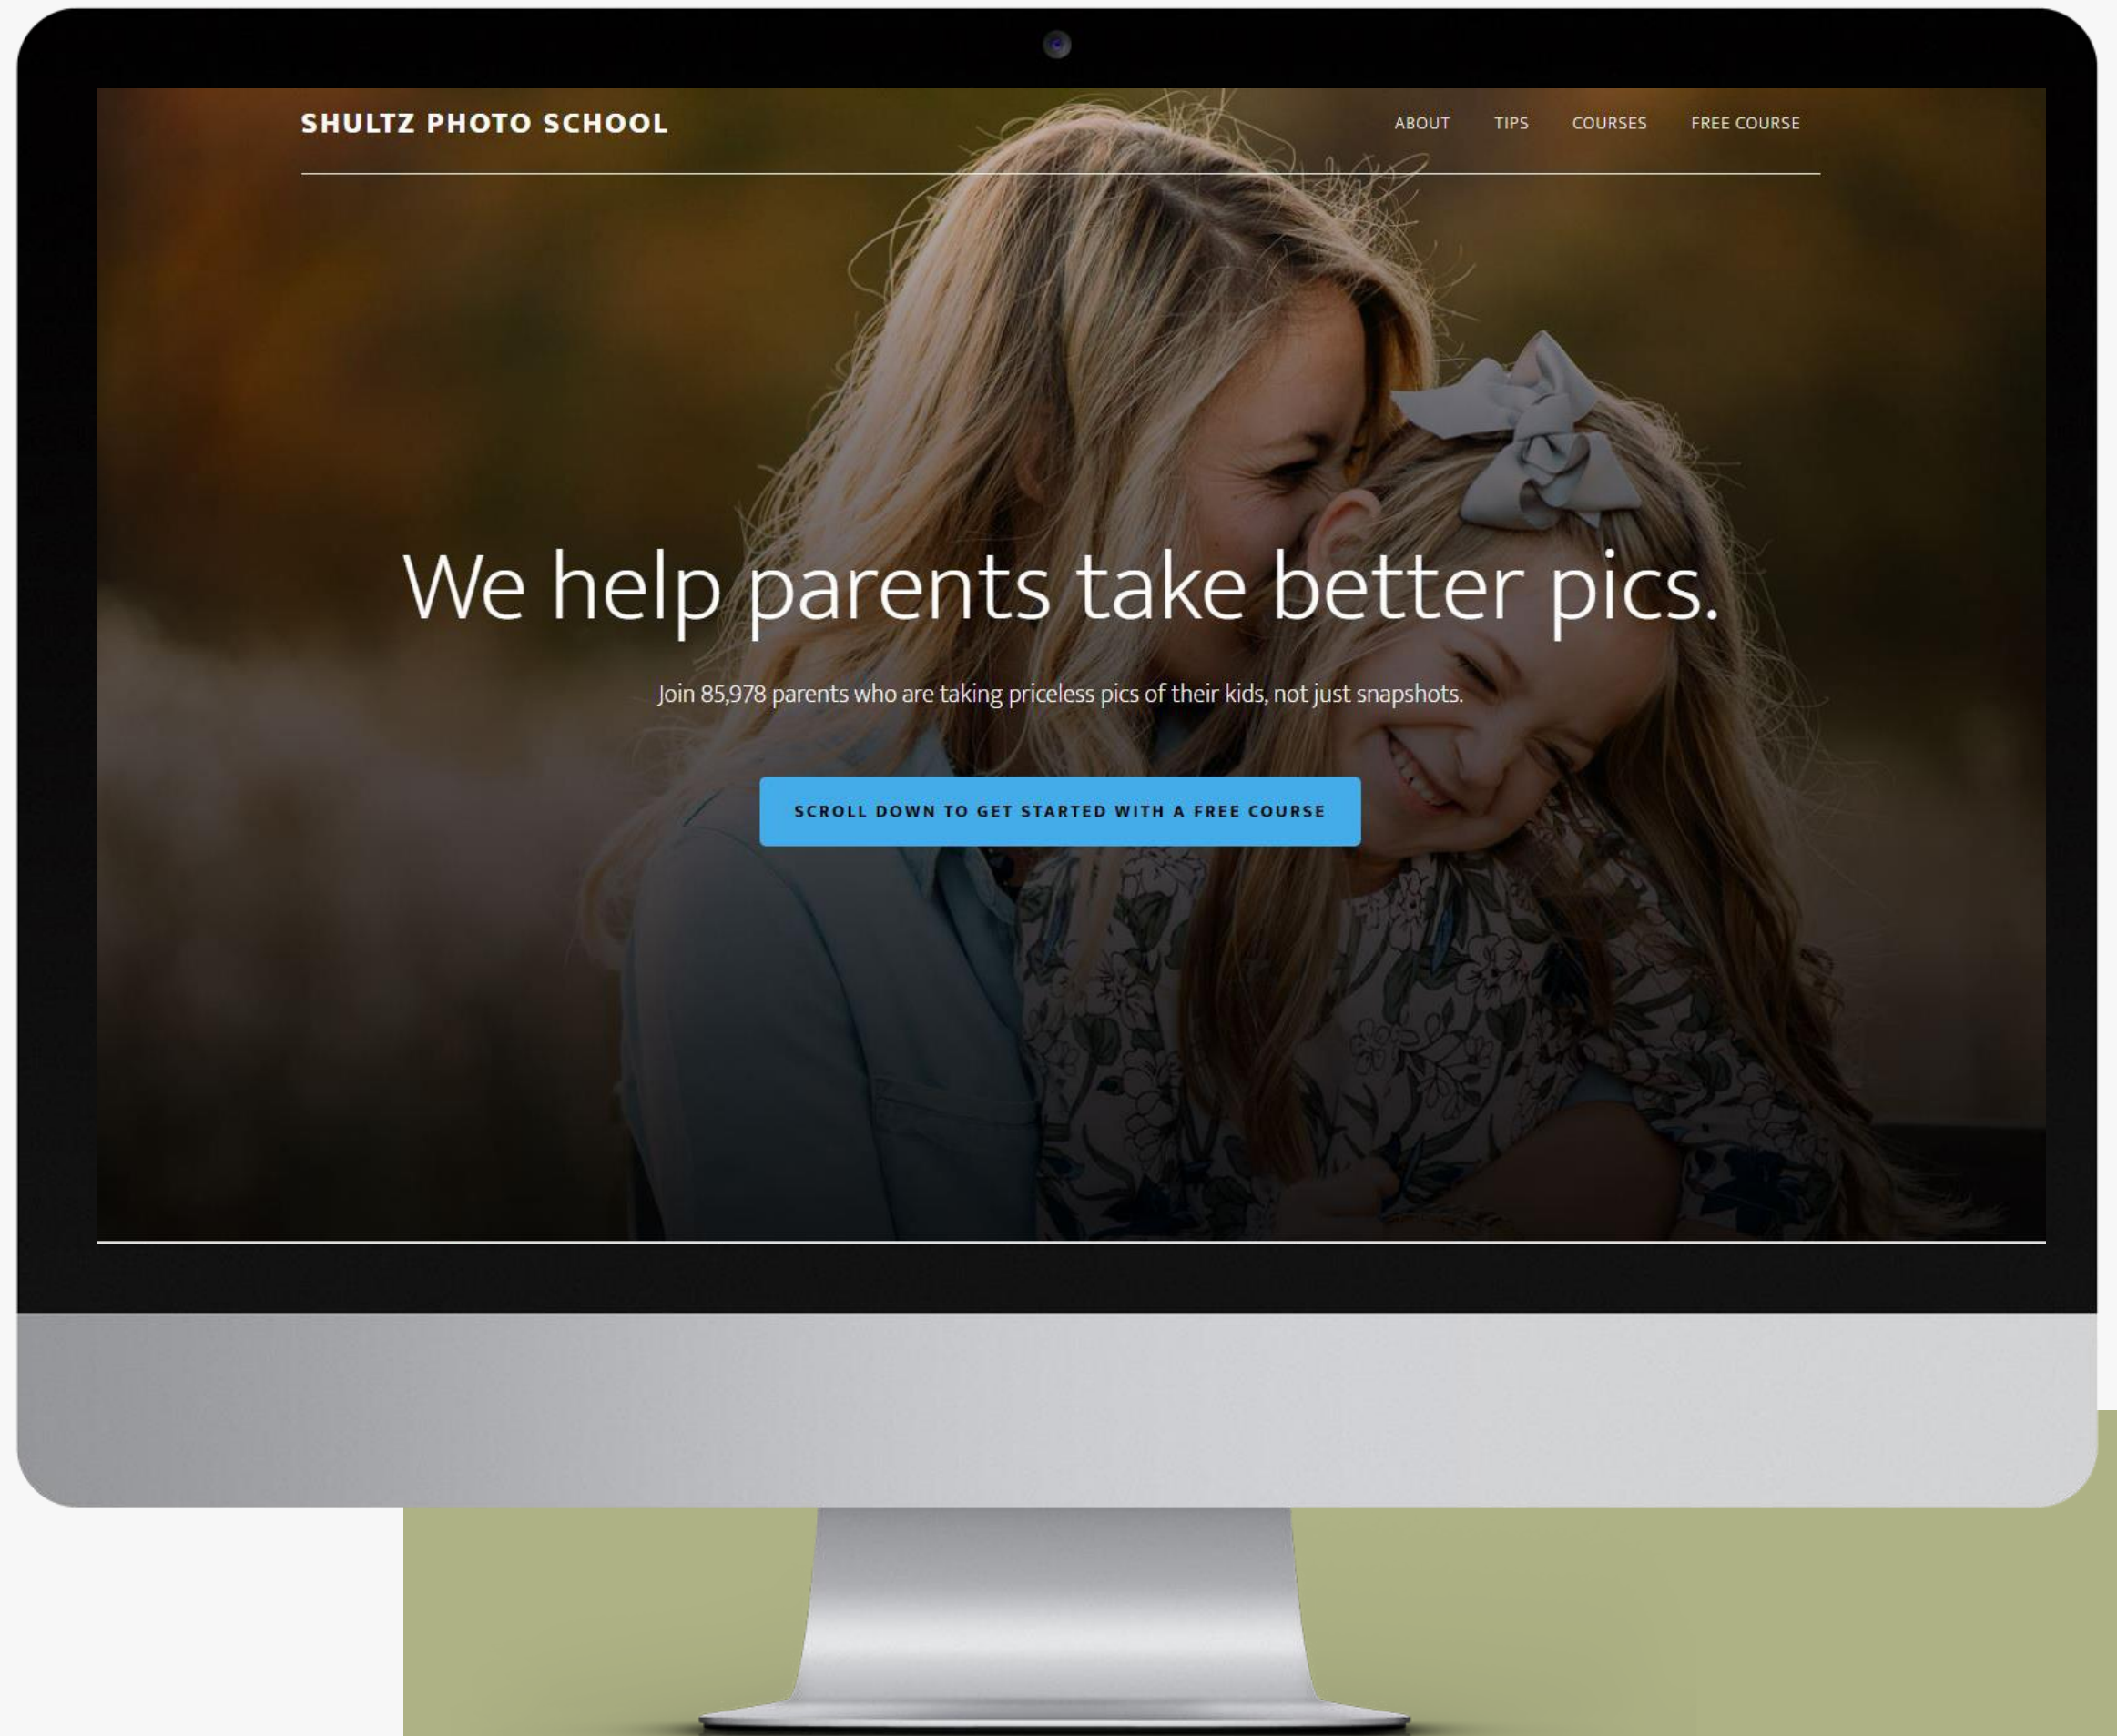 SHULTZ PHOTO SCHOOL
ABOUT TIPS COURSES FREE COURSE
We help parents take better pics.
Join 85,978 parents who are taking priceless pics of their kids, not just snapshots.
SCROLL DOWN TO GET STARTED WITH A FREE COURSE